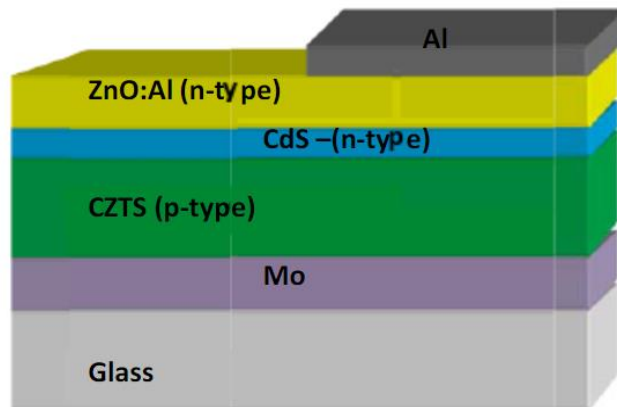 Al
ZnO:Al (n-type)
CdS –(n-type)
CZTS (p-type)
Mo
Glass